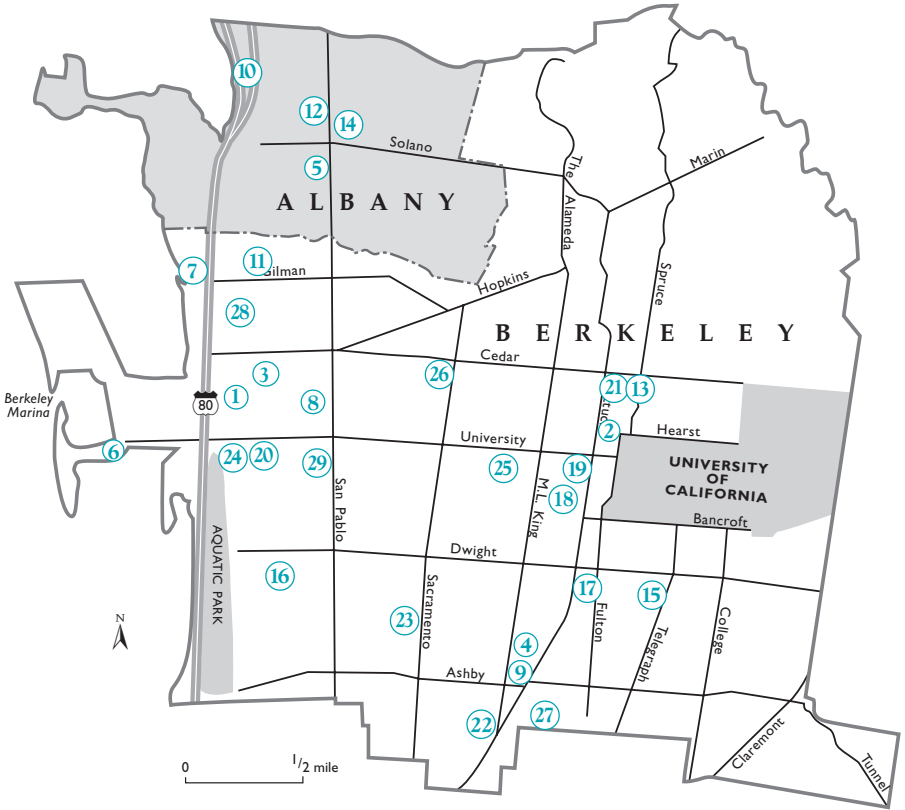 10
12
14
Solano
5
The
Alameda
Marin
ALBANY
7
11
Gilman
Hopkins
Spruce
28
BERKELEY
Cedar
3
26
21
13
Berkeley
Marina
80
1
8
2
Hearst
6
University
24
20
29
25
19
18
UNIVERSITY
OF
CALIFORNIA
San Pablo
M.L. King
Bancroft
AQUATIC PARK
Dwight
16
17
15
N
Sacramento
23
Fulton
Telegraph
College
4
9
Ashby
22
27
Claremont
Tunnel
0
1/2 mile